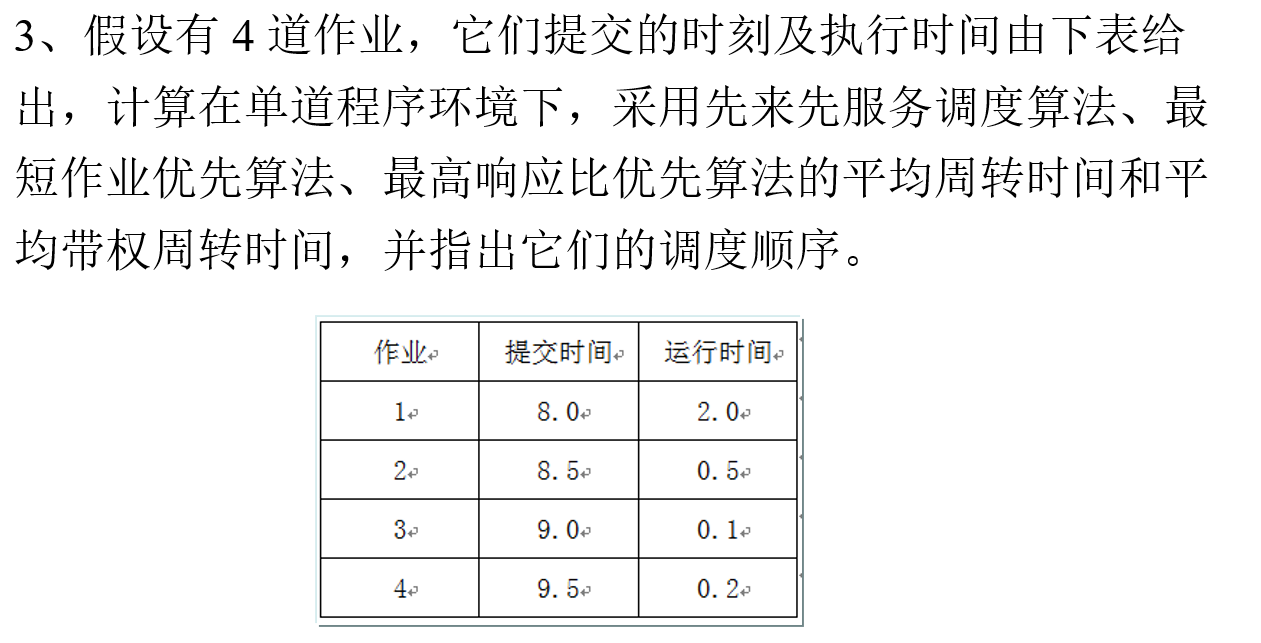 3、假设有 4 道作业，它们提交的时刻及执行时间由下表给
出，计算在单道程序环境下，采用先来先服务调度算法、最
短作业优先算法、最高响应比优先算法的平均周转时间和平
均带权周转时间，并指出它们的调度顺序。
作业 提交时间 运行时间
1 8.0 2.0
2 8.5 0.5
3 9.0 0.1
4 9.5 0.2